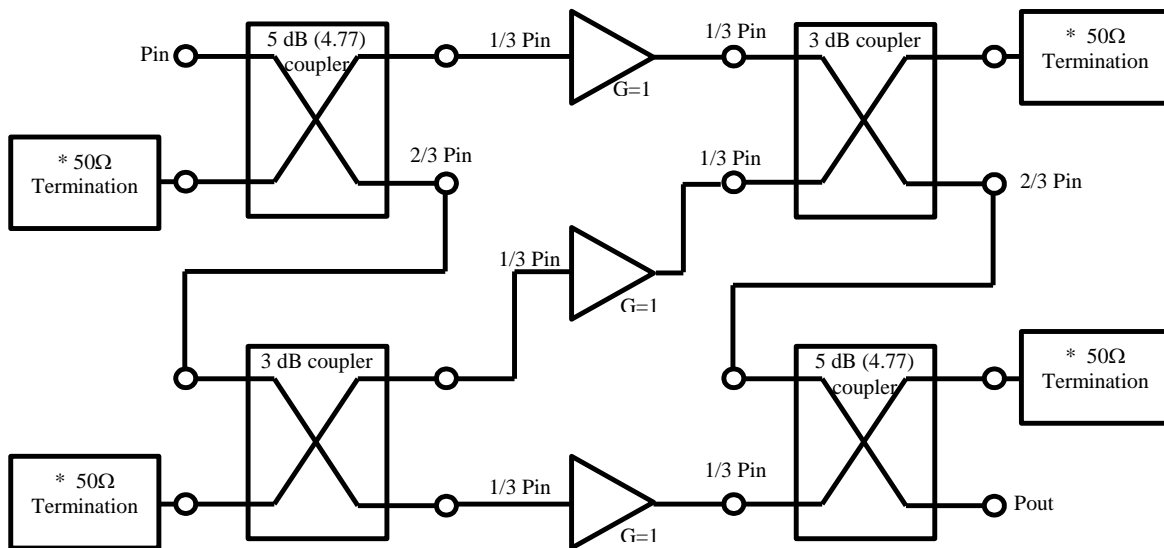 5 dB (4.77)
coupler
Pin
1/3 Pin
G=1
1/3 Pin
3 dB coupler
* 50Ω
Termination
* 50Ω
Termination
2/3 Pin
1/3 Pin
2/3 Pin
1/3 Pin
G=1
3 dB coupler
5 dB (4.77)
coupler
* 50Ω
Termination
* 50Ω
Termination
1/3 Pin
G=1
1/3 Pin
Pout